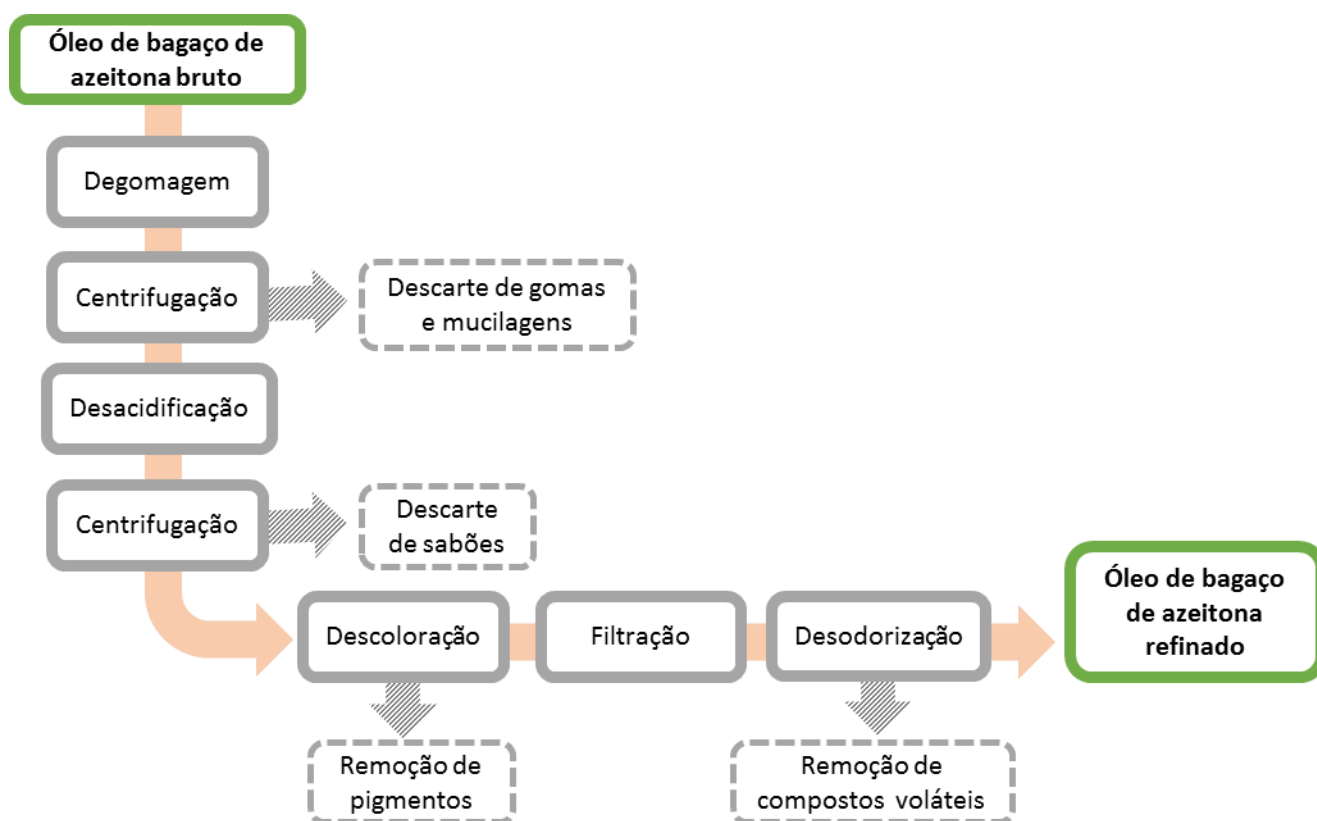 Óleo de bagaço de
azeitona bruto
Degomagem
Centrifugação
Descarte de gomas
e mucilagens
Desacidificação
Centrifugação
Descarte
de sabões
Descoloração
Filtração
Desodorização
Óleo de bagaço
de azeitona
refinado
Remoção de
pigmentos
Remoção de
compostos voláteis